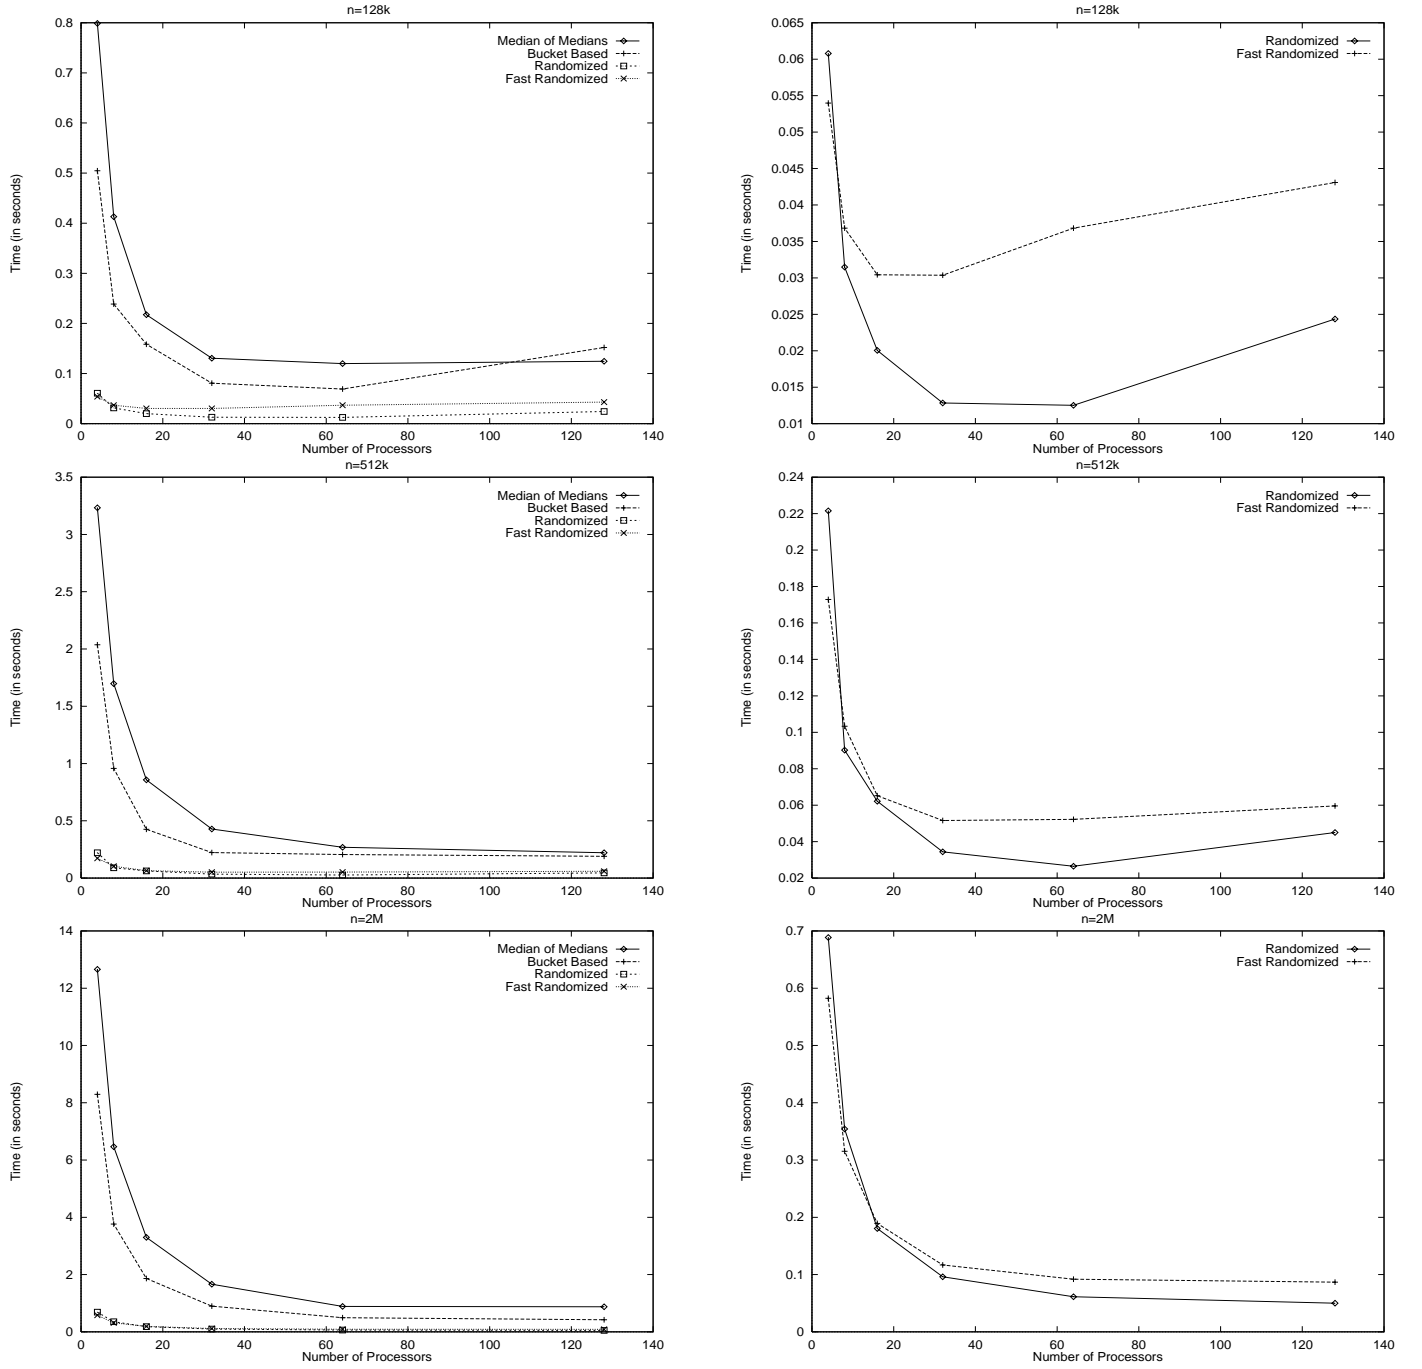 n=128k
0.8
0.7
0.6
0.5
0.4
0.3
0.2
0.1
0
Time (in seconds)
Median of Medians
Bucket Based
Randomized
Fast Randomized
0 20 40 60 80 100 120 140
Number of Processors
n=128k
0.065
0.06
0.055
0.05
0.045
0.04
0.035
0.03
0.025
0.02
0.015
0.01
Time (in seconds)
Randomized
Fast Randomized
0 20 40 60 80 100 120 140
Number of Processors
n=512k
3.5
3
2.5
2
1.5
1
0.5
0
Time (in seconds)
Median of Medians
Bucket Based
Randomized
Fast Randomized
0 20 40 60 80 100 120 140
Number of Processors
n=512k
0.24
0.22
0.2
0.18
0.16
0.14
0.12
0.1
0.08
0.06
0.04
0.02
Time (in seconds)
Randomized
Fast Randomized
0 20 40 60 80 100 120 140
Number of Processors
n=2M
14
12
10
8
6
4
2
0
Time (in seconds)
Median of Medians
Bucket Based
Randomized
Fast Randomized
0 20 40 60 80 100 120 140
Number of Processors
n=2M
0.7
0.6
0.5
0.4
0.3
0.2
0.1
0
Time (in seconds)
Randomized
Fast Randomized
0 20 40 60 80 100 120 140
Number of Processors